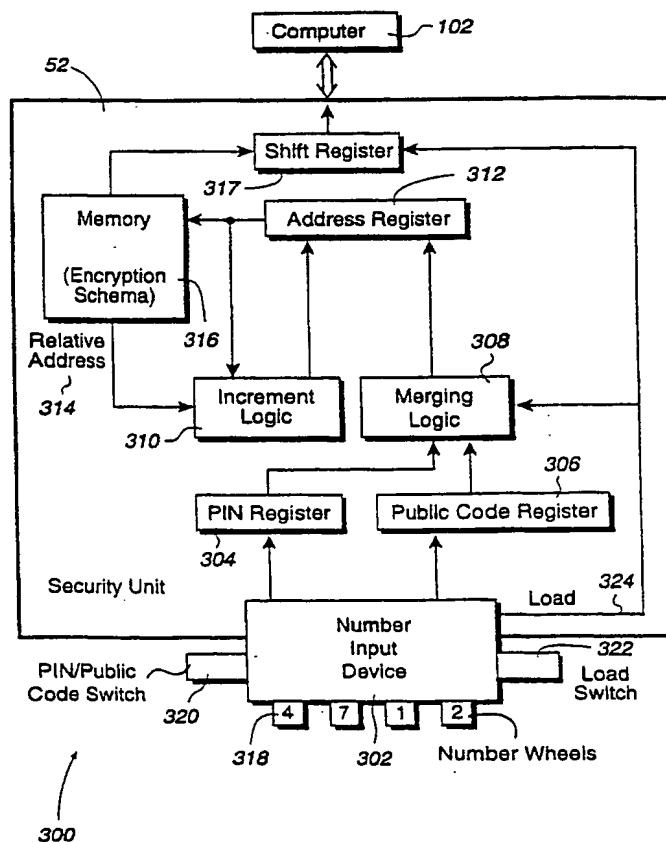 Computer
102
52
Shift Register
317
312
Memory
Address Register
(Encryption
Schema)
316
Relative
Address
314
308
Increment
Logic
310
Merging
Logic
306
PIN Register
304
Public Code Register
Security Unit
Load
324
Number
Input
Device
322
PIN/Public
Code Switch
320
Load
Switch
4 7 1 2
318
302
Number Wheels
300